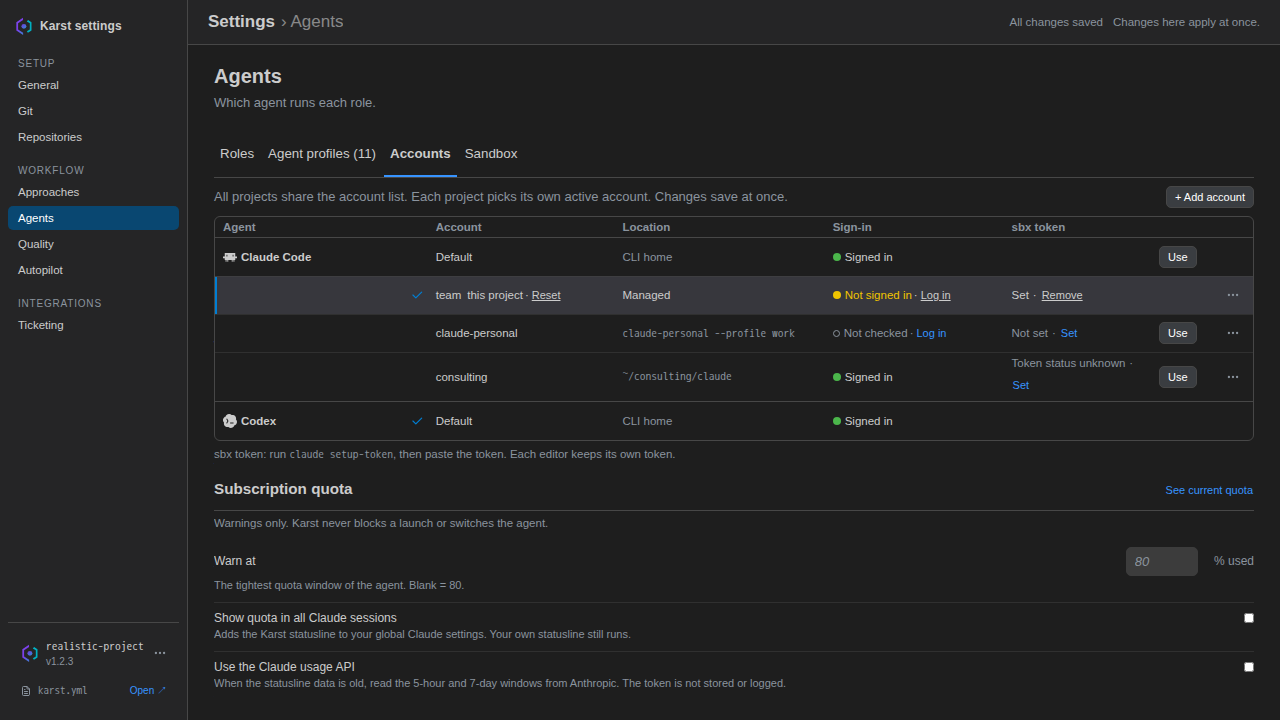 Karst settings
Settings › Agents
All changes saved Changes here apply at once.
SETUP
General
Git
Repositories
WORKFLOW
Approaches
Agents
Quality
Autopilot
INTEGRATIONS
Ticketing
realistic-project
v1.2.3
karst.yml Open ↗
Agents
Which agent runs each role.
Roles Agent profiles (11) Accounts Sandbox
All projects share the account list. Each project picks its own active account. Changes save at once.
+ Add account
Agent Account Location Sign-in sbx token
Claude Code Default CLI home Signed in Use
✓ team this project · Reset Managed Not signed in · Log in Set · Remove ···
claude-personal claude-personal --profile work Not checked · Log in Not set · Set Use ···
consulting ~/consulting/claude Signed in Token status unknown · Use ···
Set
Codex ✓ Default CLI home Signed in
sbx token: run claude setup-token, then paste the token. Each editor keeps its own token.
Subscription quota See current quota
Warnings only. Karst never blocks a launch or switches the agent.
Warn at 80 % used
The tightest quota window of the agent. Blank = 80.
Show quota in all Claude sessions
Adds the Karst statusline to your global Claude settings. Your own statusline still runs.
Use the Claude usage API
When the statusline data is old, read the 5-hour and 7-day windows from Anthropic. The token is not stored or logged.